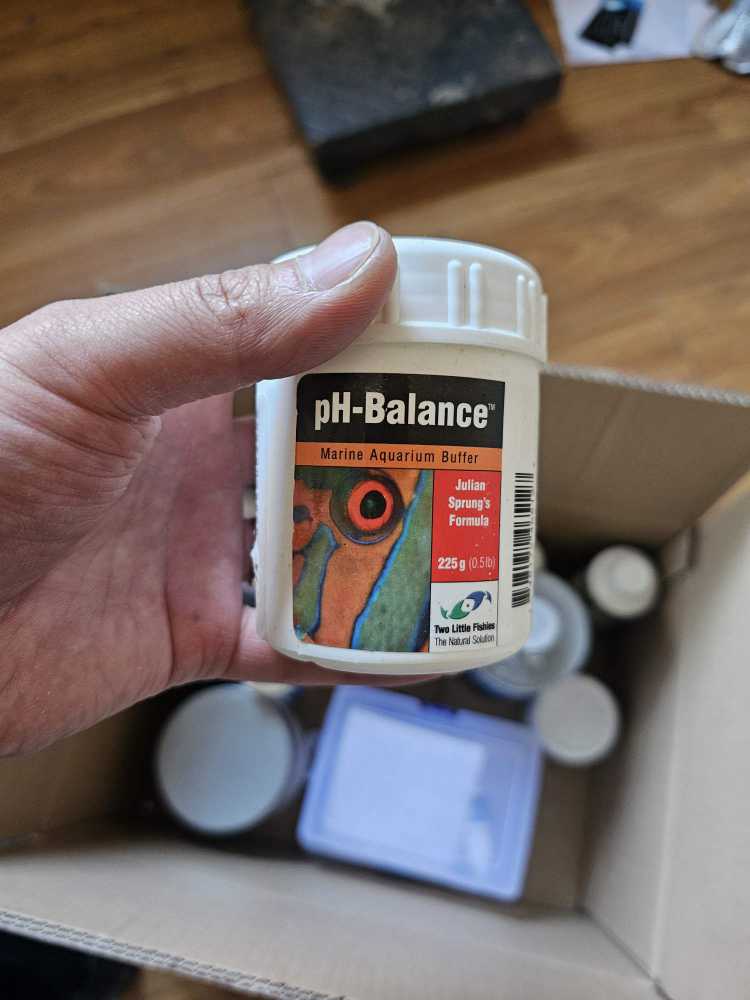 pH-Balance™
Marine Aquarium Buffer
Julian
Sprung's
Formula
225g (0.5lb)
Two Little Fishies
The Natural Solution